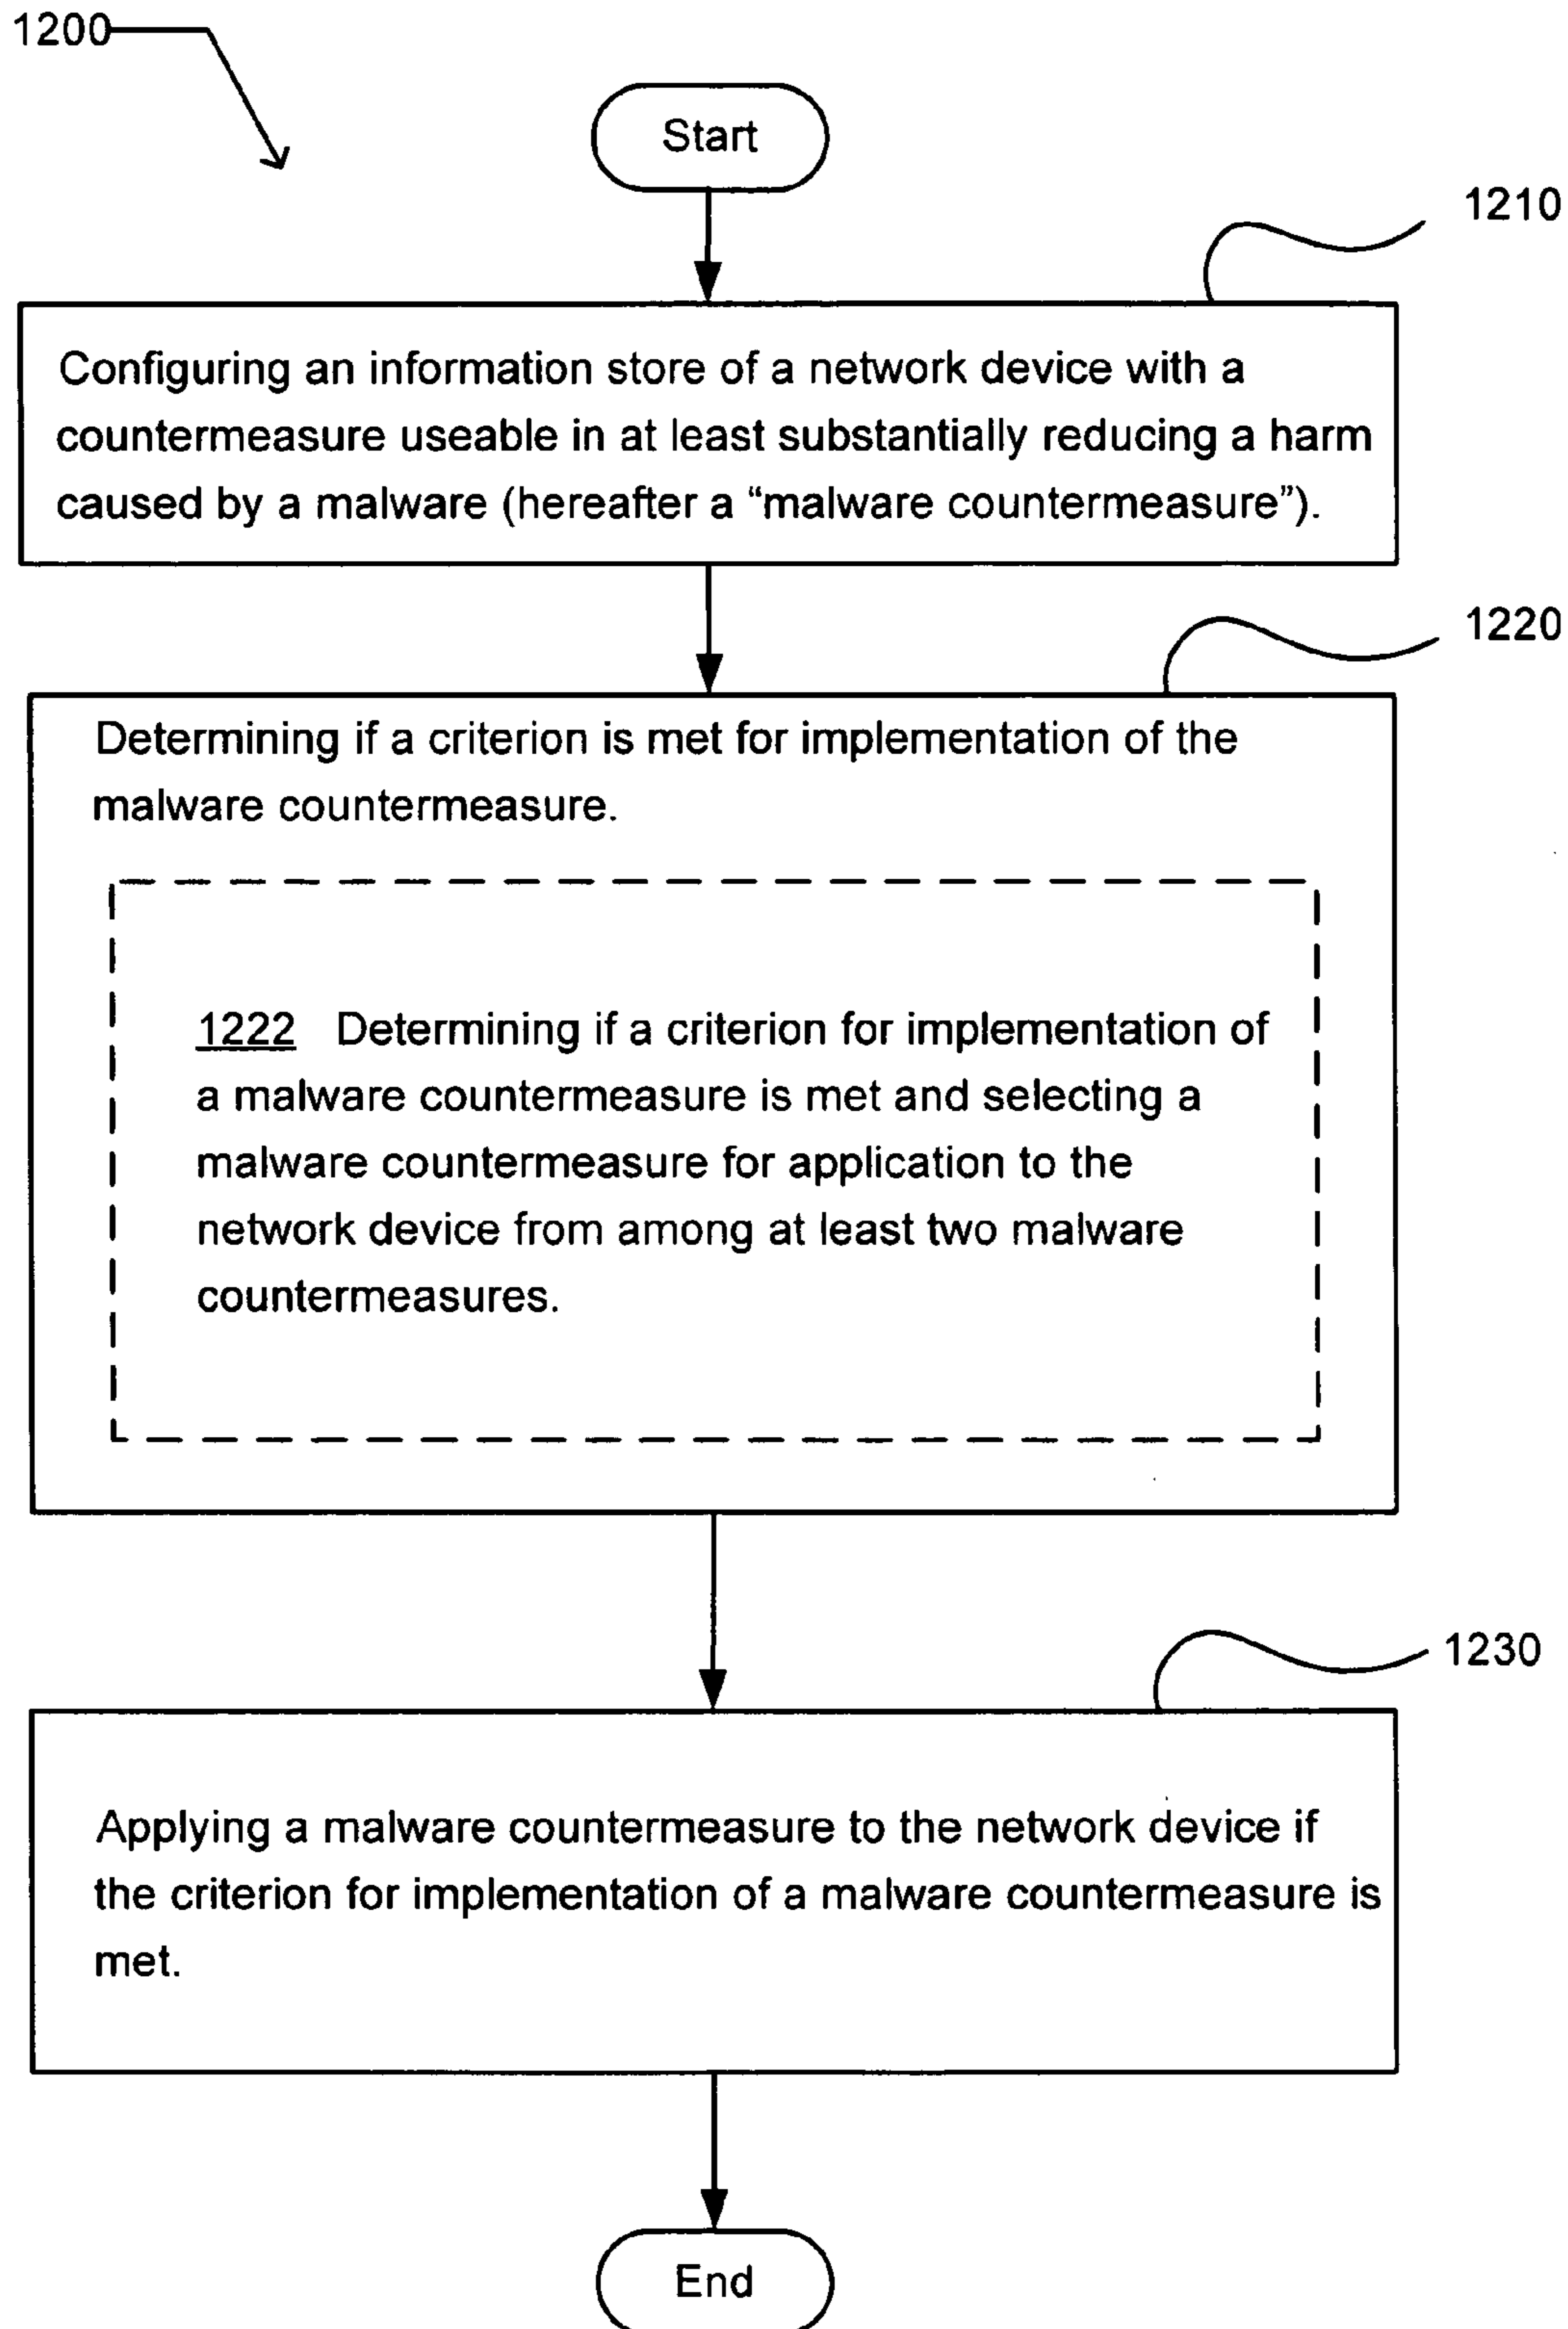 1200
Start
1210
Configuring an information store of a network device with a
countermeasure useable in at least substantially reducing a harm
caused by a malware (hereafter a “malware countermeasure”).
1220
Determining if a criterion is met for implementation of the
malware countermeasure.
1222 Determining if a criterion for implementation of
a malware countermeasure is met and selecting a
malware countermeasure for application to the
network device from among at least two malware
countermeasures.
1230
Applying a malware countermeasure to the network device if
the criterion for implementation of a malware countermeasure is
met.
End